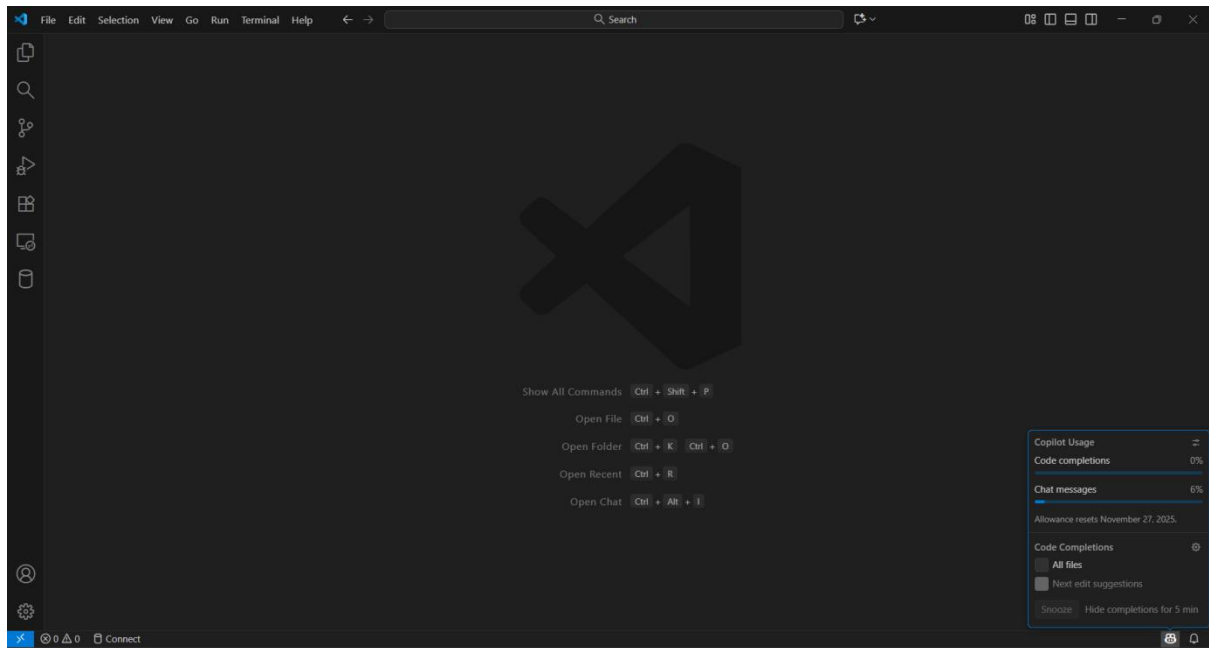 File Edit Selection View Go Run Terminal Help Search
Show All Commands Ctrl + Shift + P
Open File Ctrl + O
Open Folder Ctrl + K Ctrl + O
Open Recent Ctrl + R
Open Chat Ctrl + Alt + I
Copilot Usage
Code completions 0%
Chat messages 6%
Allowance resets November 27, 2025.
Code Completions
All files
Next edit suggestions
Snooze Hide completions for 5 min
0 0 Connect